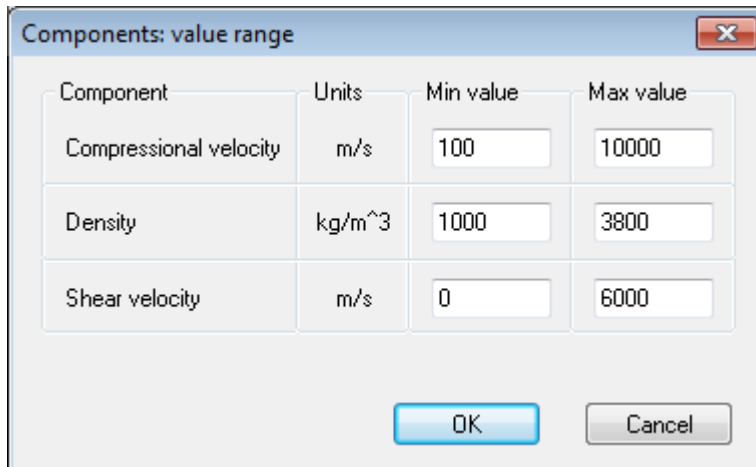 Components: value range
Component Units Min value Max value
Compressional velocity m/s 100 10000
Density kg/m^3 1000 3800
Shear velocity m/s 0 6000
OK Cancel